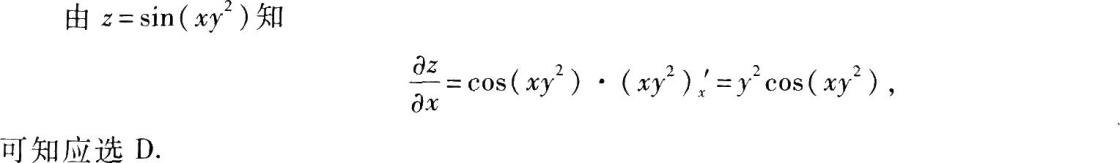 由 z=sin(xy²)知
∂z/∂x=cos(xy²)·(xy²)′ₓ=y²cos(xy²),
可知应选 D.